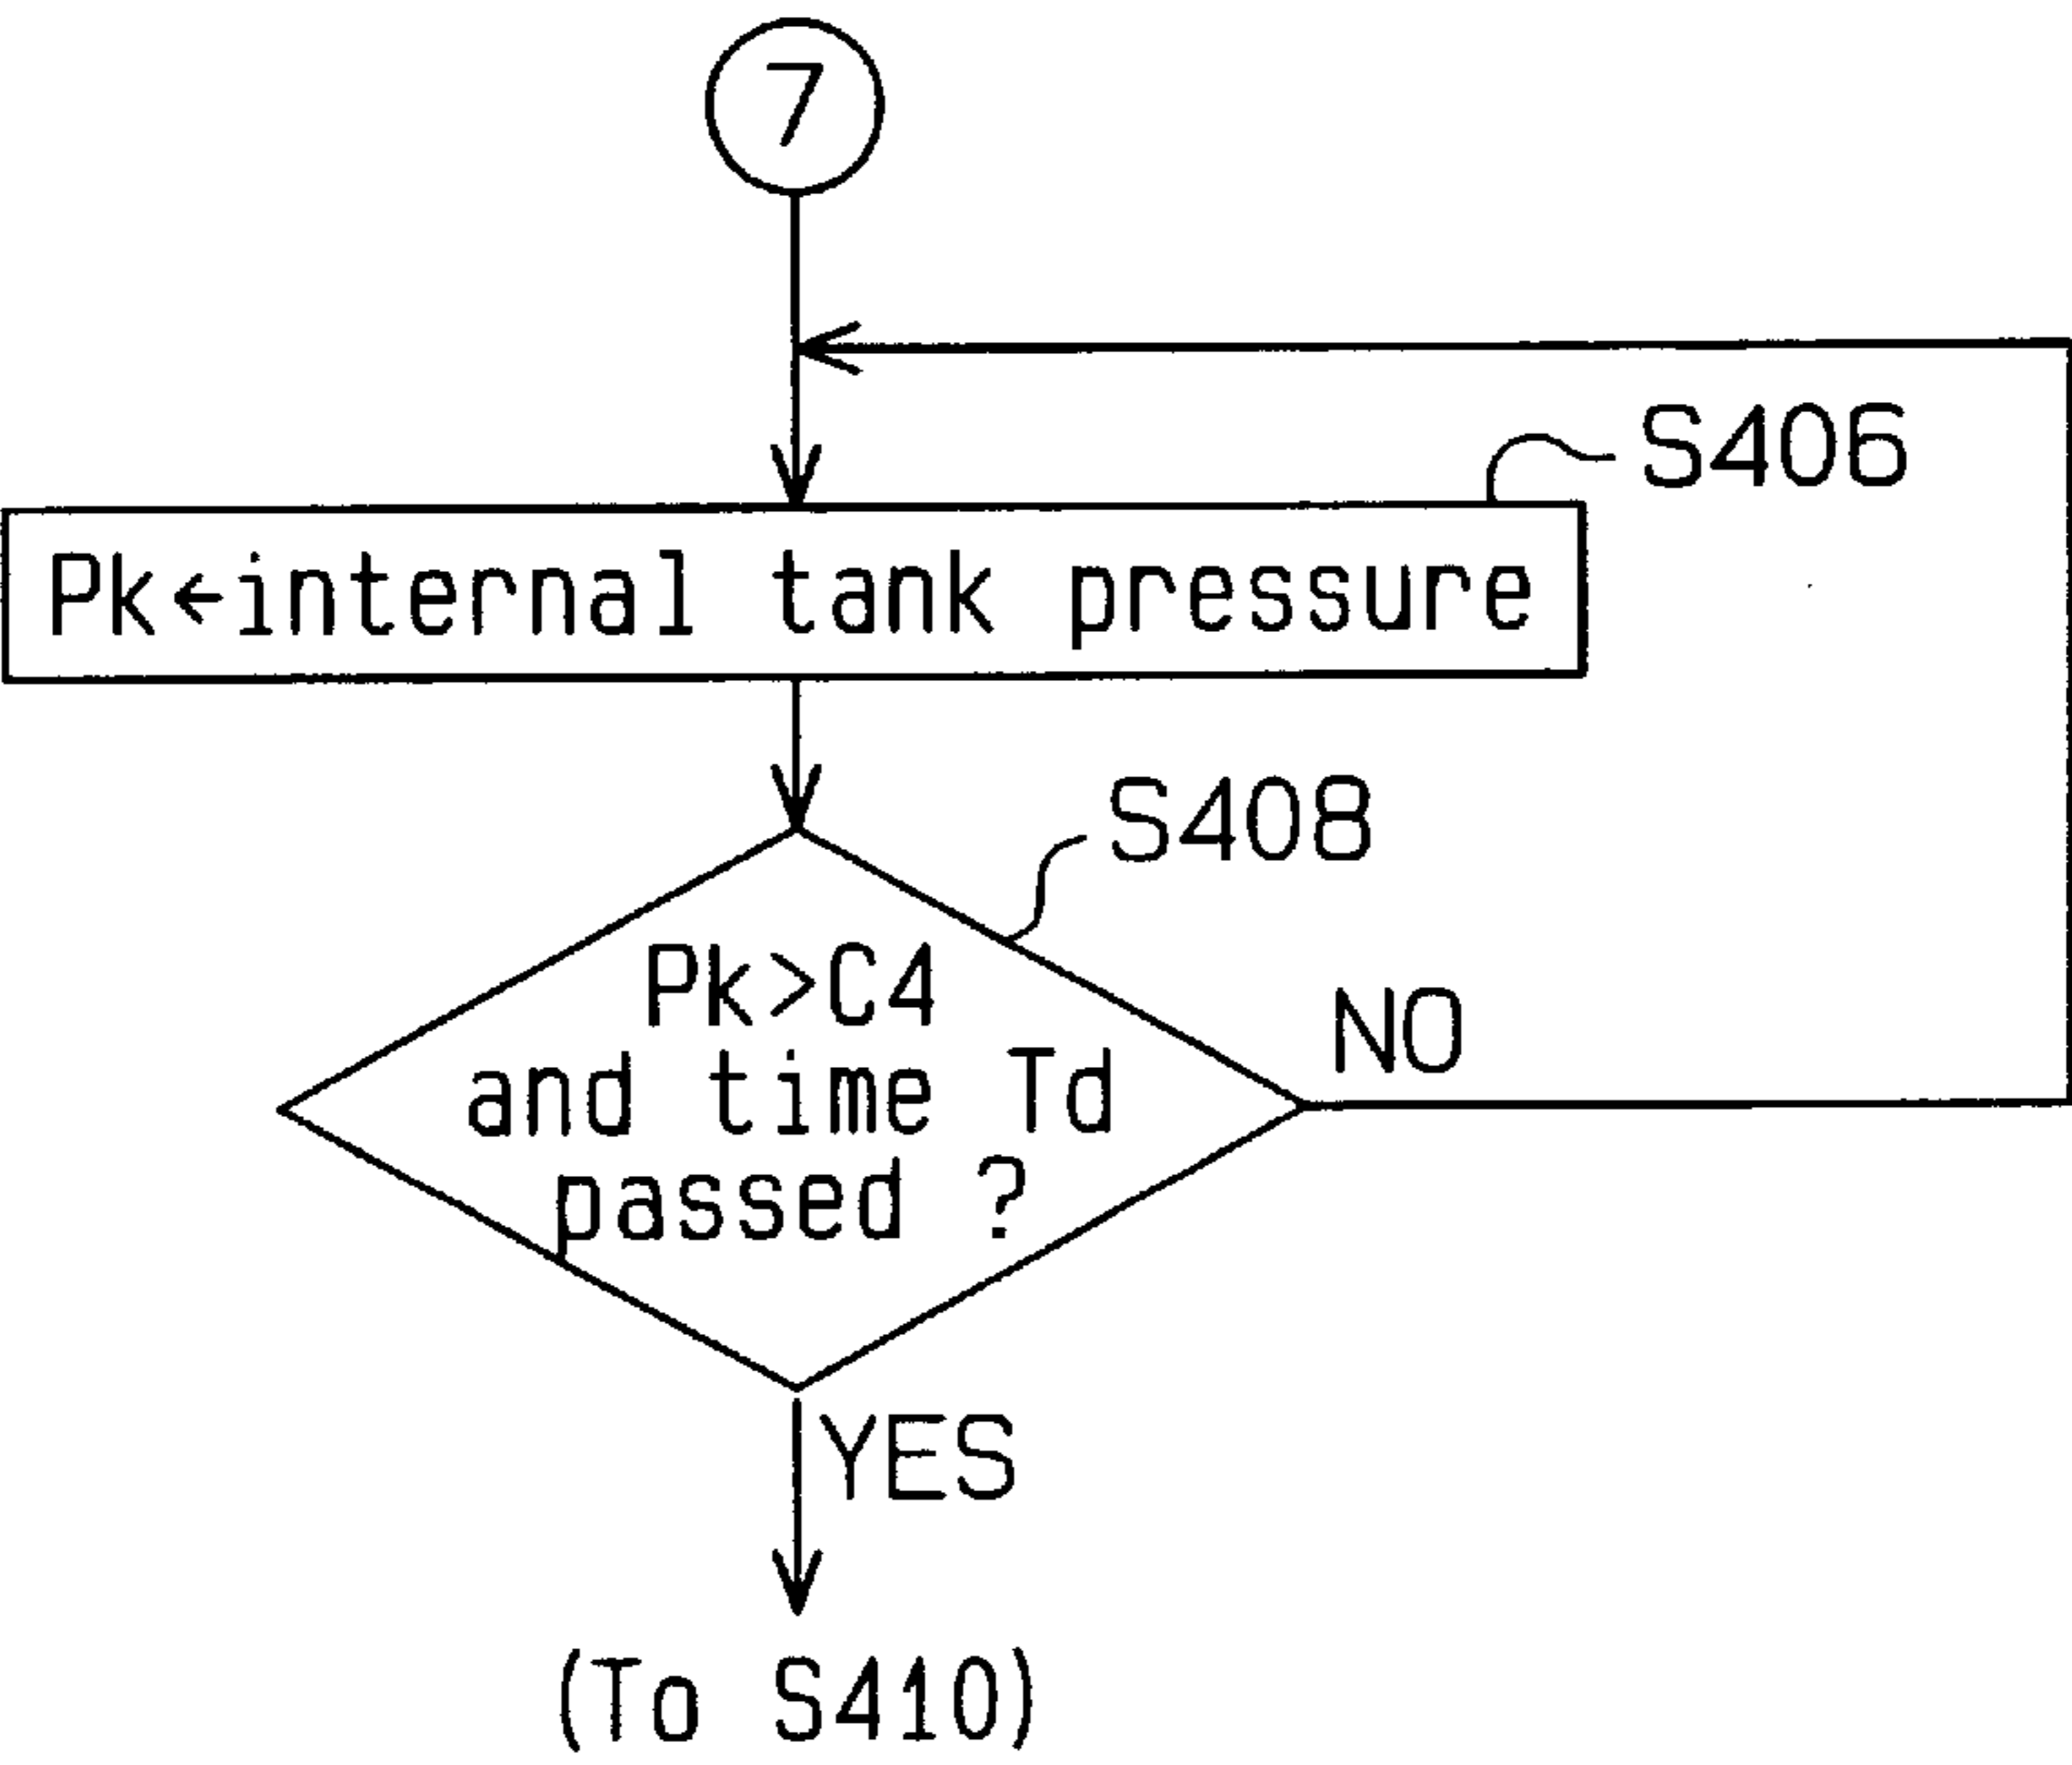 7
S406
Pk←internal tank pressure
S408
Pk>C4
and time Td
passed ?
NO
YES
(To S410)